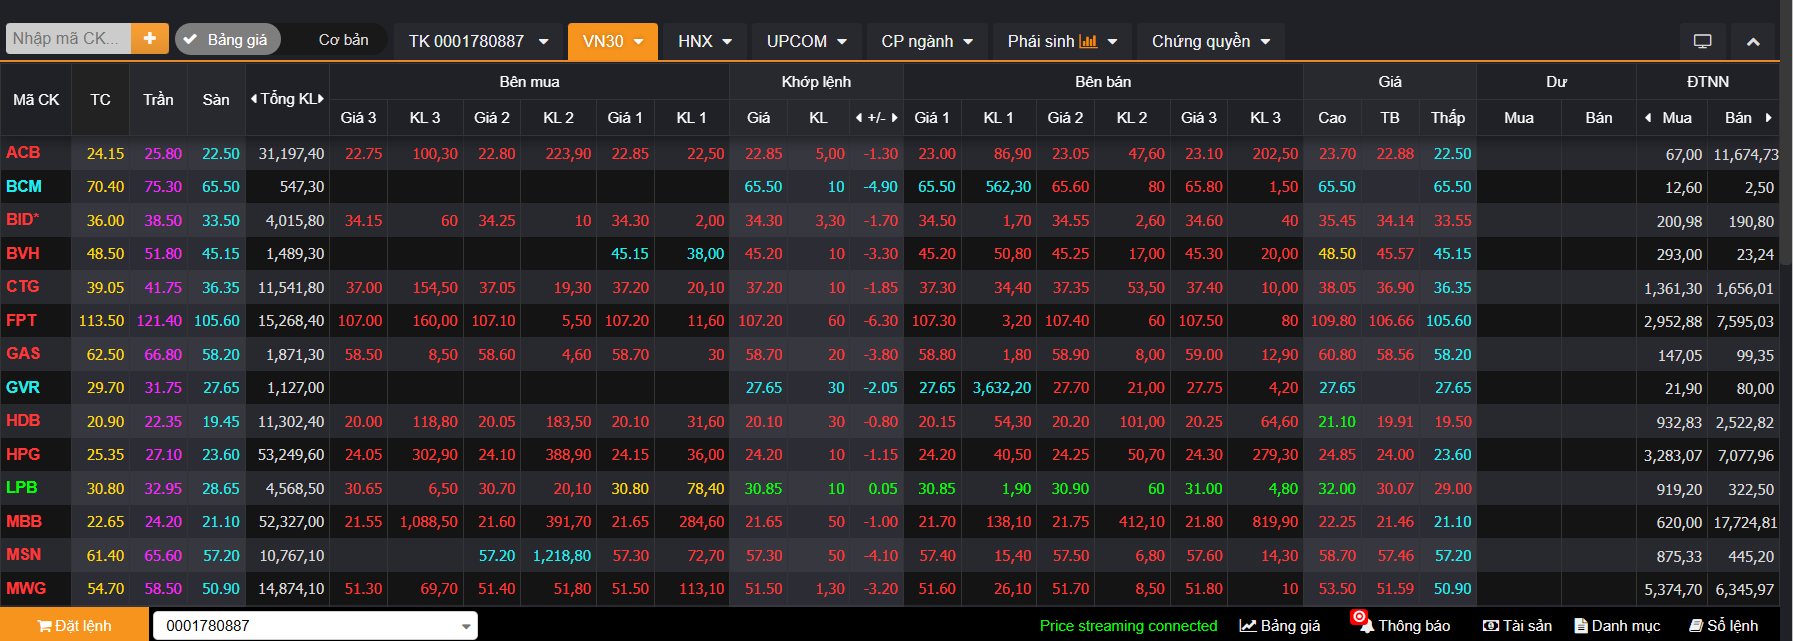 Nhập mã CK... Bảng giá Cơ bản TK 0001780887 VN30 HNX UPCOM CP ngành Phái sinh Chứng quyền
Mã CK TC Trần Sàn Tổng KL Bên mua Khớp lệnh Bên bán Giá Dư ĐTNN
Giá 3 KL 3 Giá 2 KL 2 Giá 1 KL 1 Giá KL +/- Giá 1 KL 1 Giá 2 KL 2 Giá 3 KL 3 Cao TB Thấp Mua Bán Mua Bán
ACB 24.15 25.80 22.50 31,197,40 22.75 100,30 22.80 223,90 22.85 22,50 22.85 5,00 -1.30 23.00 86,90 23.05 47,60 23.10 202,50 23.70 22.88 22.50 67,00 11,674,73
BCM 70.40 75.30 65.50 547,30 65.50 10 -4.90 65.50 562,30 65.60 80 65.80 1,50 65.50 65.50 12,60 2,50
BID* 36.00 38.50 33.50 4,015,80 34.15 60 34.25 10 34.30 2,00 34.30 3,30 -1.70 34.50 1,70 34.55 2,60 34.60 40 35.45 34.14 33.55 200,98 190,80
BVH 48.50 51.80 45.15 1,489,30 45.15 38,00 45.20 10 -3.30 45.20 50,80 45.25 17,00 45.30 20,00 48.50 45.57 45.15 293,00 23,24
CTG 39.05 41.75 36.35 11,541,80 37.00 154,50 37.05 19,30 37.20 20,10 37.20 10 -1.85 37.30 34,40 37.35 53,50 37.40 10,00 38.05 36.90 36.35 1,361,30 1,656,01
FPT 113.50 121.40 105.60 15,268,40 107.00 160,00 107.10 5,50 107.20 11,60 107.20 60 -6.30 107.30 3,20 107.40 60 107.50 80 109.80 106.66 105.60 2,952,88 7,595,03
GAS 62.50 66.80 58.20 1,871,30 58.50 8,50 58.60 4,60 58.70 30 58.70 20 -3.80 58.80 1,80 58.90 8,00 59.00 12,90 60.80 58.56 58.20 147,05 99,35
GVR 29.70 31.75 27.65 1,127,00 27.65 30 -2.05 27.65 3,632,20 27.70 21,00 27.75 4,20 27.65 27.65 21,90 80,00
HDB 20.90 22.35 19.45 11,302,40 20.00 118,80 20.05 183,50 20.10 31,60 20.10 30 -0.80 20.15 54,30 20.20 101,00 20.25 64,60 21.10 19.91 19.50 932,83 2,522,82
HPG 25.35 27.10 23.60 53,249,60 24.05 302,90 24.10 388,90 24.15 36,00 24.20 10 -1.15 24.20 40,50 24.25 50,70 24.30 279,30 24.85 24.00 23.60 3,283,07 7,077,96
LPB 30.80 32.95 28.65 4,568,50 30.65 6,50 30.70 20,10 30.80 78,40 30.85 10 0.05 30.85 1,90 30.90 60 31.00 4,80 32.00 30.07 29.00 919,20 322,50
MBB 22.65 24.20 21.10 52,327,00 21.55 1,088,50 21.60 391,70 21.65 284,60 21.65 50 -1.00 21.70 138,10 21.75 412,10 21.80 819,90 22.25 21.46 21.10 620,00 17,724,81
MSN 61.40 65.60 57.20 10,767,10 57.20 1,218,80 57.30 72,70 57.30 50 -4.10 57.40 15,40 57.50 6,80 57.60 14,30 58.70 57.46 57.20 875,33 445,20
MWG 54.70 58.50 50.90 14,874,10 51.30 69,70 51.40 51,80 51.50 113,10 51.50 1,30 -3.20 51.60 26,10 51.70 8,50 51.80 10 53.50 51.59 50.90 5,374,70 6,345,97
Đặt lệnh 0001780887 Price streaming connected Bảng giá Thông báo Tài sản Danh mục Sổ lệnh